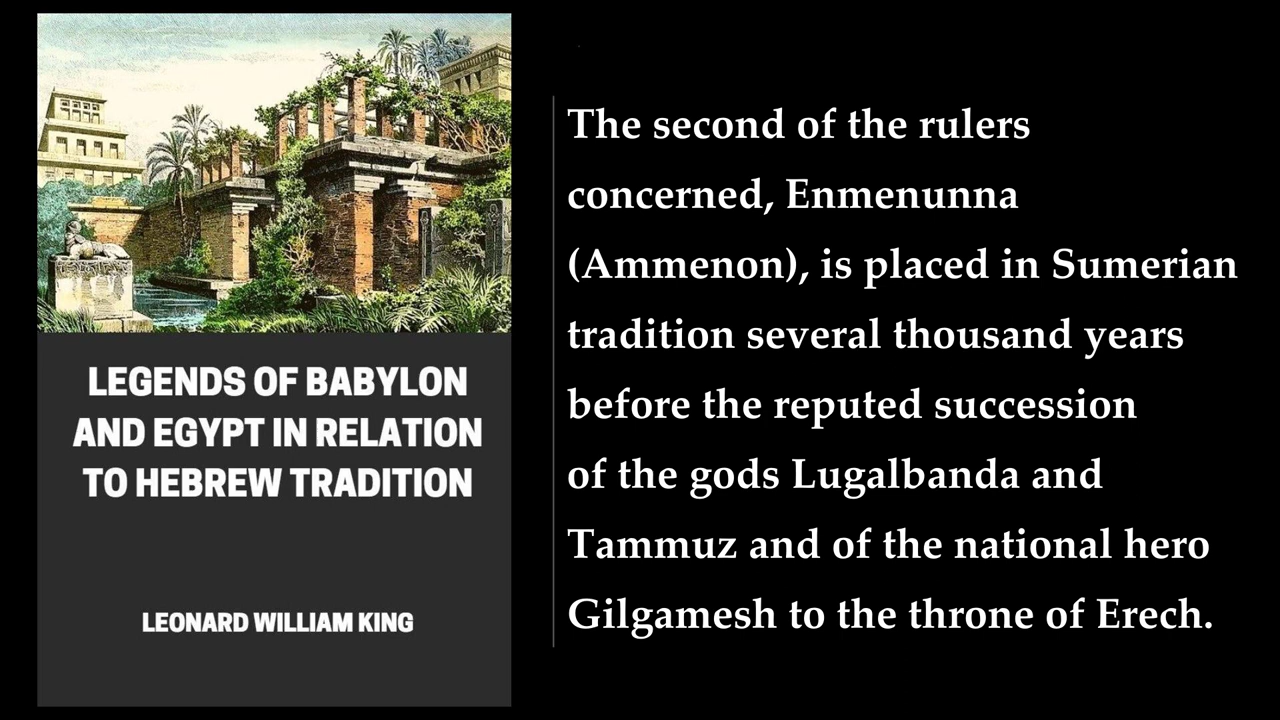 LEGENDS OF BABYLON
AND EGYPT IN RELATION
TO HEBREW TRADITION
LEONARD WILLIAM KING
The second of the rulers
concerned, Enmenunna
(Ammenon), is placed in Sumerian
tradition several thousand years
before the reputed succession
of the gods Lugalbanda and
Tammuz and of the national hero
Gilgamesh to the throne of Erech.